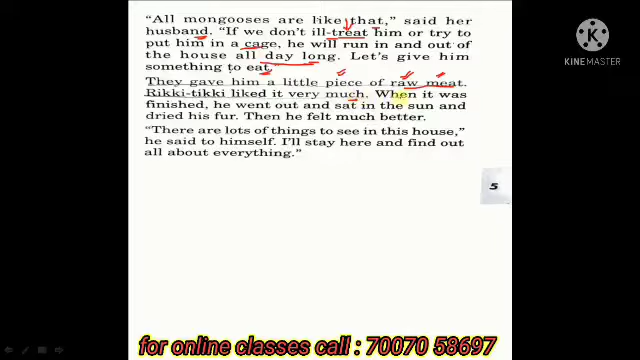 “All mongooses are like that,” said her
husband. “If we don’t ill-treat him or try to
put him in a cage, he will run in and out of
the house all day long. Let’s give him
something to eat.
They gave him a little piece of raw meat.
Rikki-tikki liked it very much. When it was
finished, he went out and sat in the sun and
dried his fur. Then he felt much better.
“There are lots of things to see in this house,”
he said to himself. I’ll stay here and find out
all about everything.”
5
Made with
KINEMASTER
for online classes call : 70070 58697